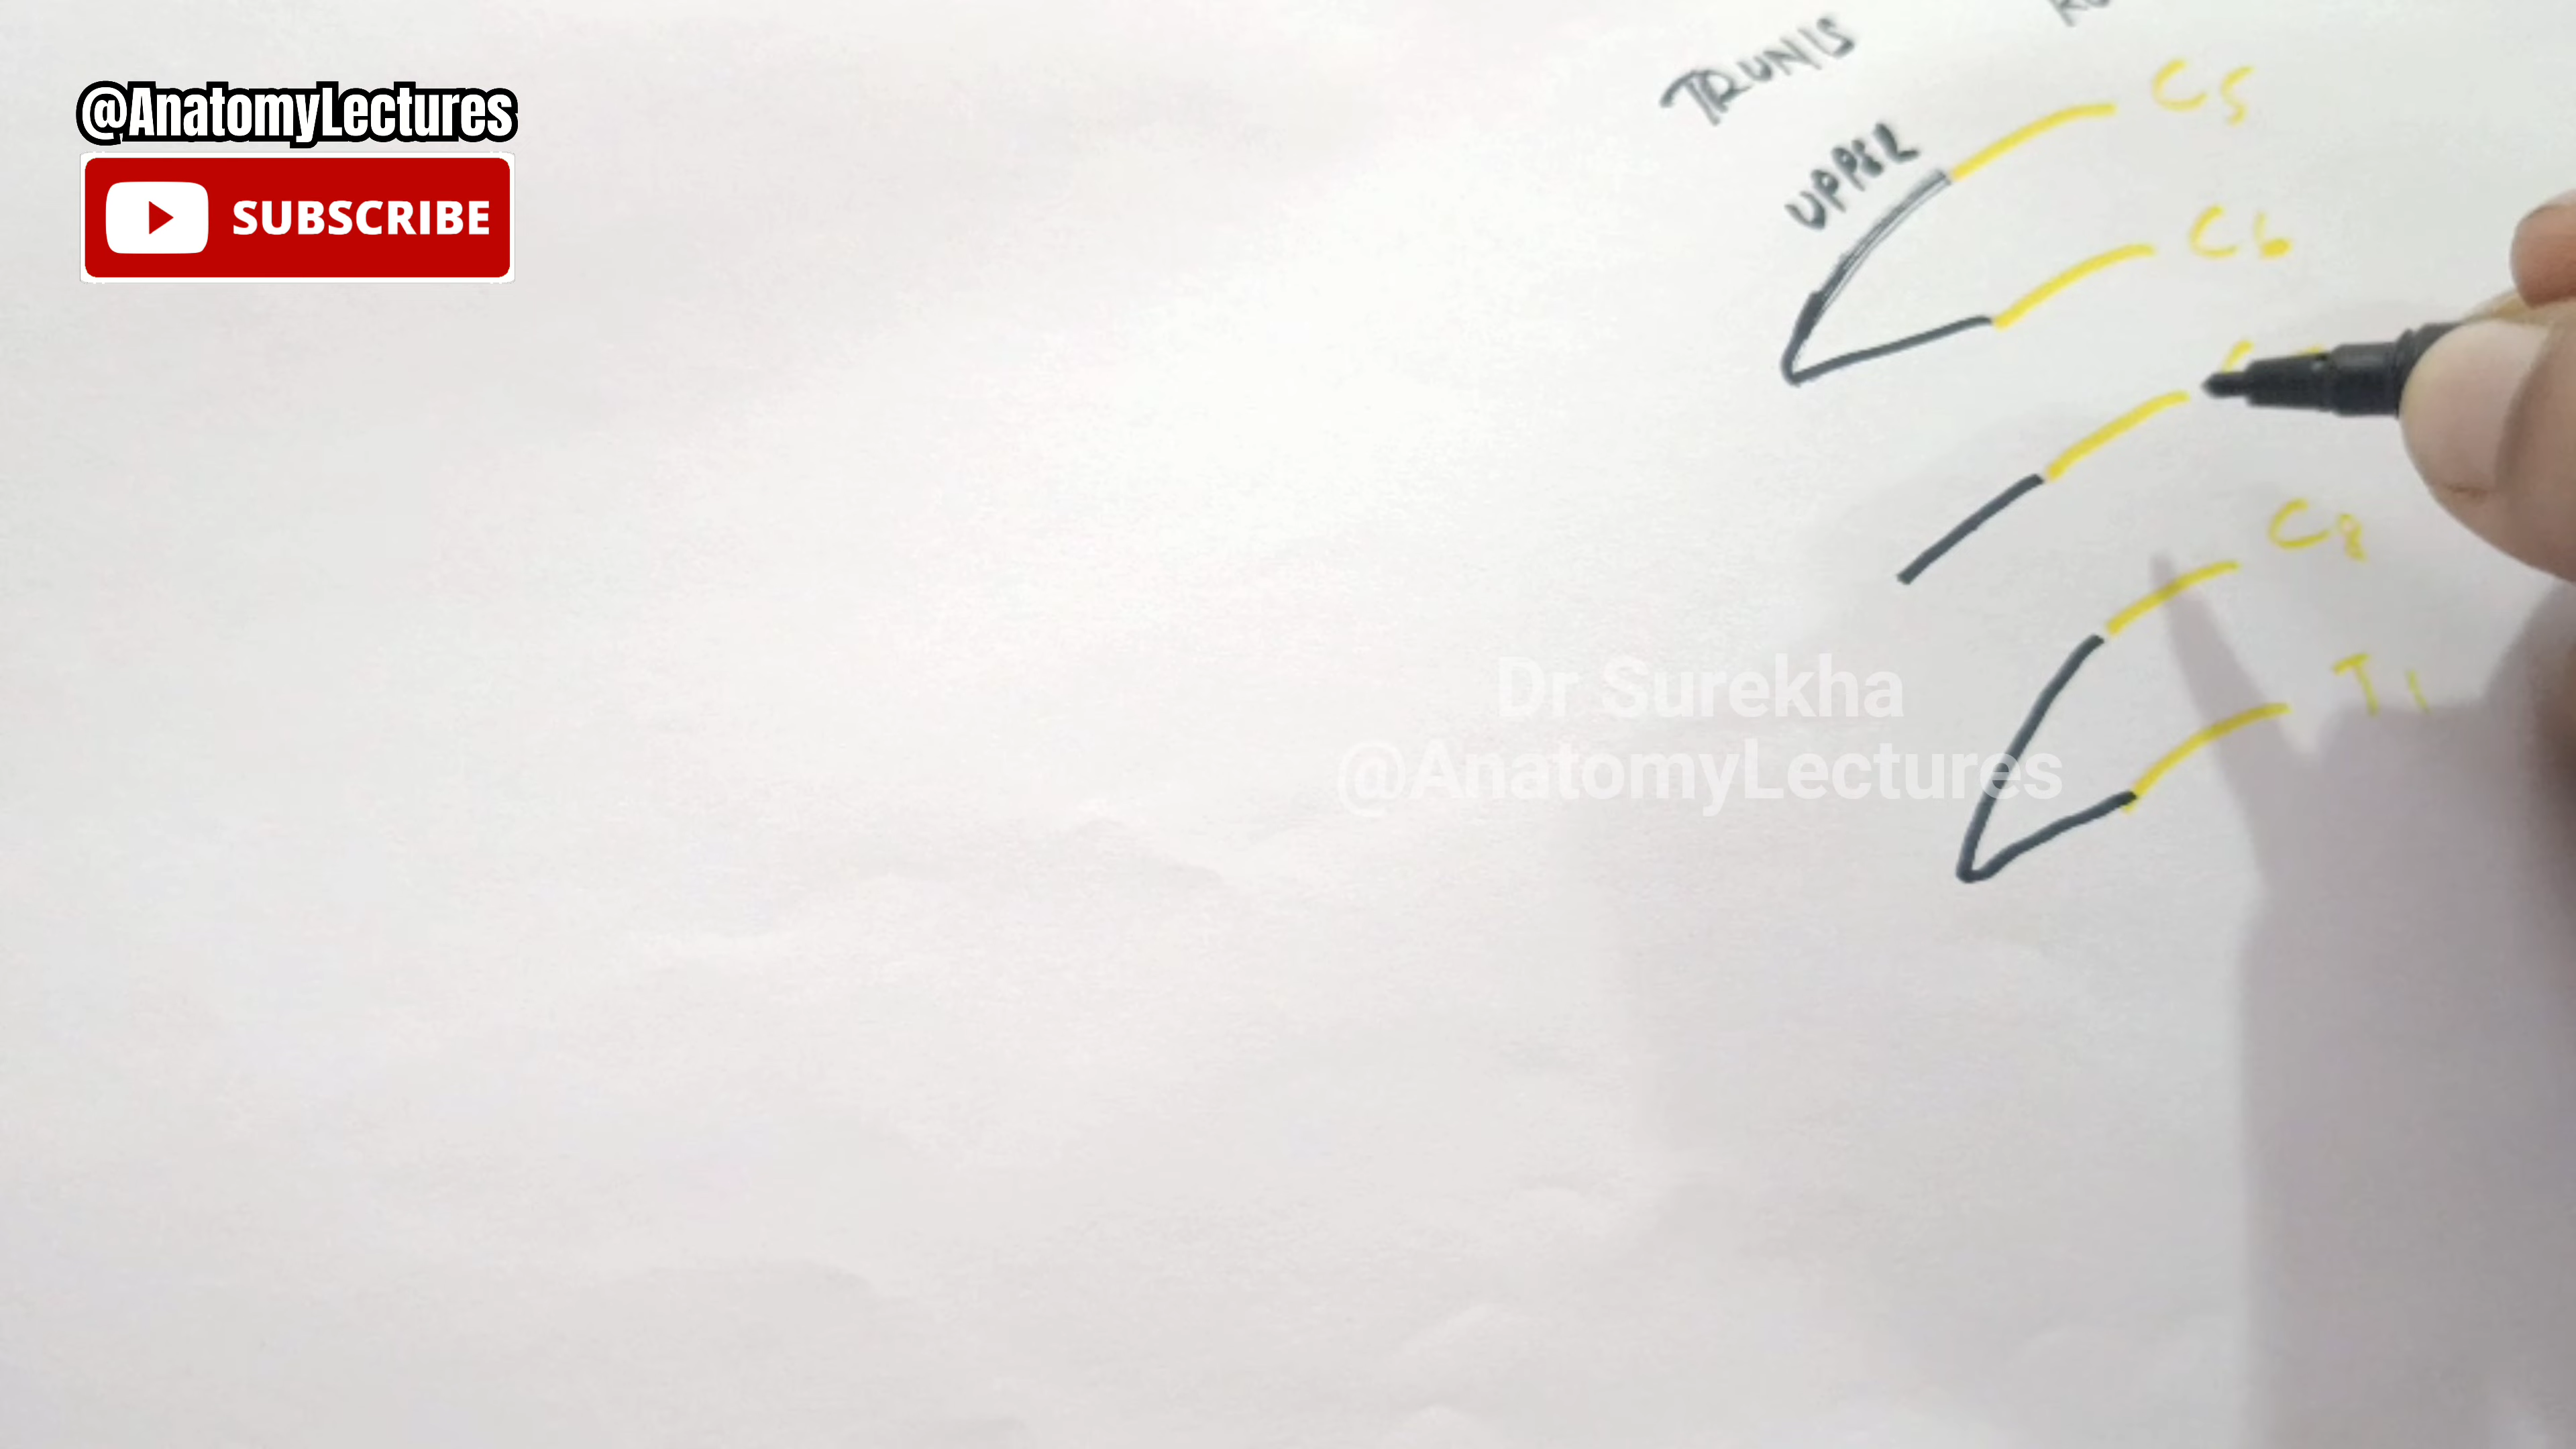 @AnatomyLectures
SUBSCRIBE
TRUNKS
UPPER
C5
C6
C8
T1
Dr Surekha
@AnatomyLectures